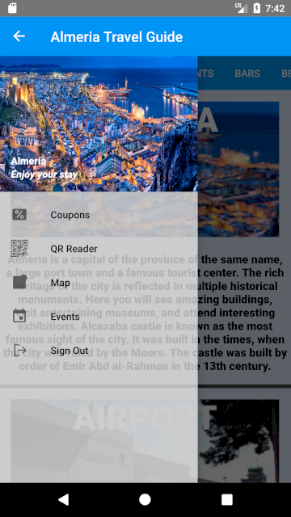 7:42
Almeria Travel Guide
NTS BARS BE
A
Almeria
Enjoy your stay
Coupons
QR Reader
Map
Events
Sign Out
Almeria is a capital of the province of the same name,
a large port town and a famous tourist center. The rich
heritage of the city is reflected in multiple historical
monuments. Here you will see amazing buildings,
visit entertaining museums, and attend interesting
exhibitions. Alcazaba castle is known as the most
famous sight of the city. It was built in the times, when
the city was ruled by the Moors. The castle was built by
order of Emir Abd al-Rahman in the 13th century.
AIRPORT